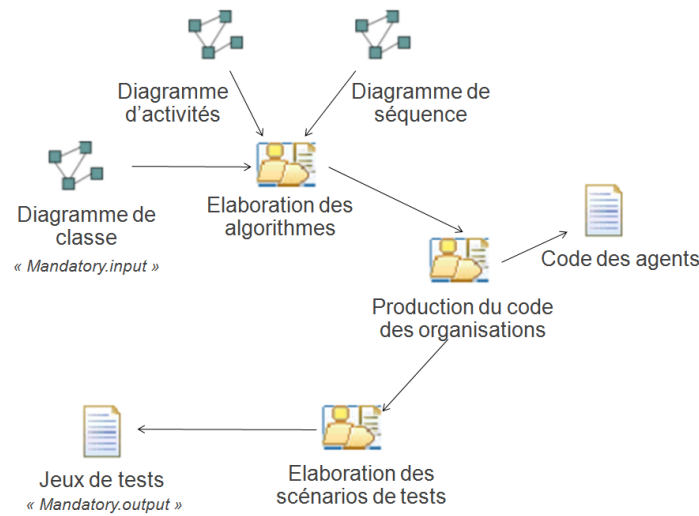 Diagramme
d'activités
Diagramme de
séquence
Diagramme de
classe
« Mandatory.input »
Elaboration des
algorithmes
Code des agents
Production du code
des organisations
Jeux de tests
« Mandatory.output »
Elaboration des
scénarios de tests